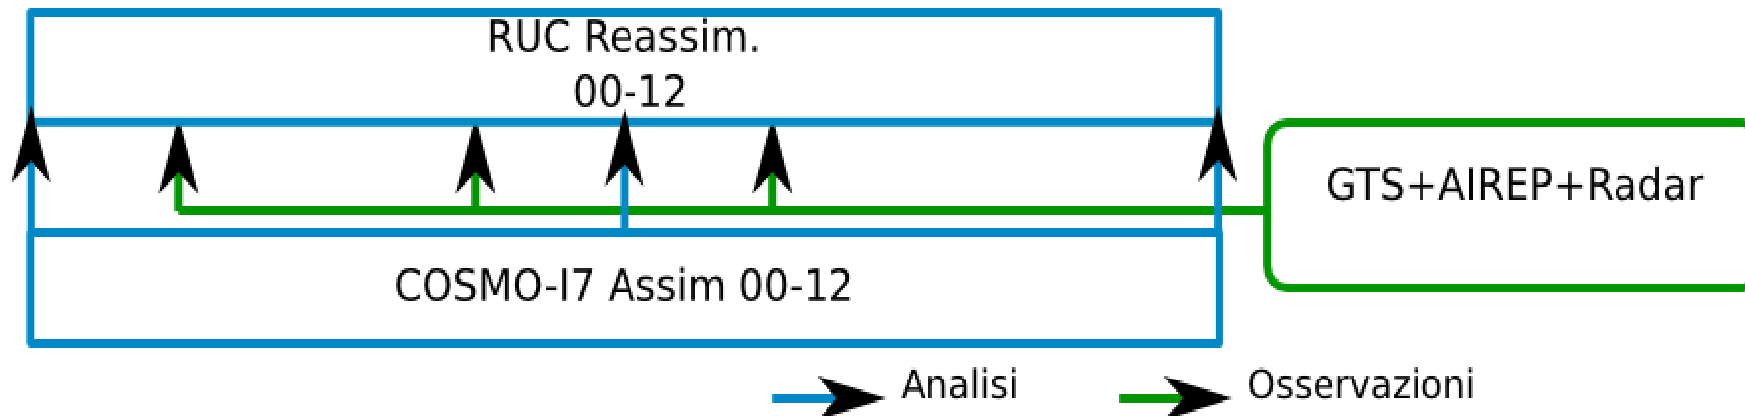 RUC Reassim.
00-12
GTS+AIREP+Radar
COSMO-I7 Assim 00-12
Analisi
Osservazioni